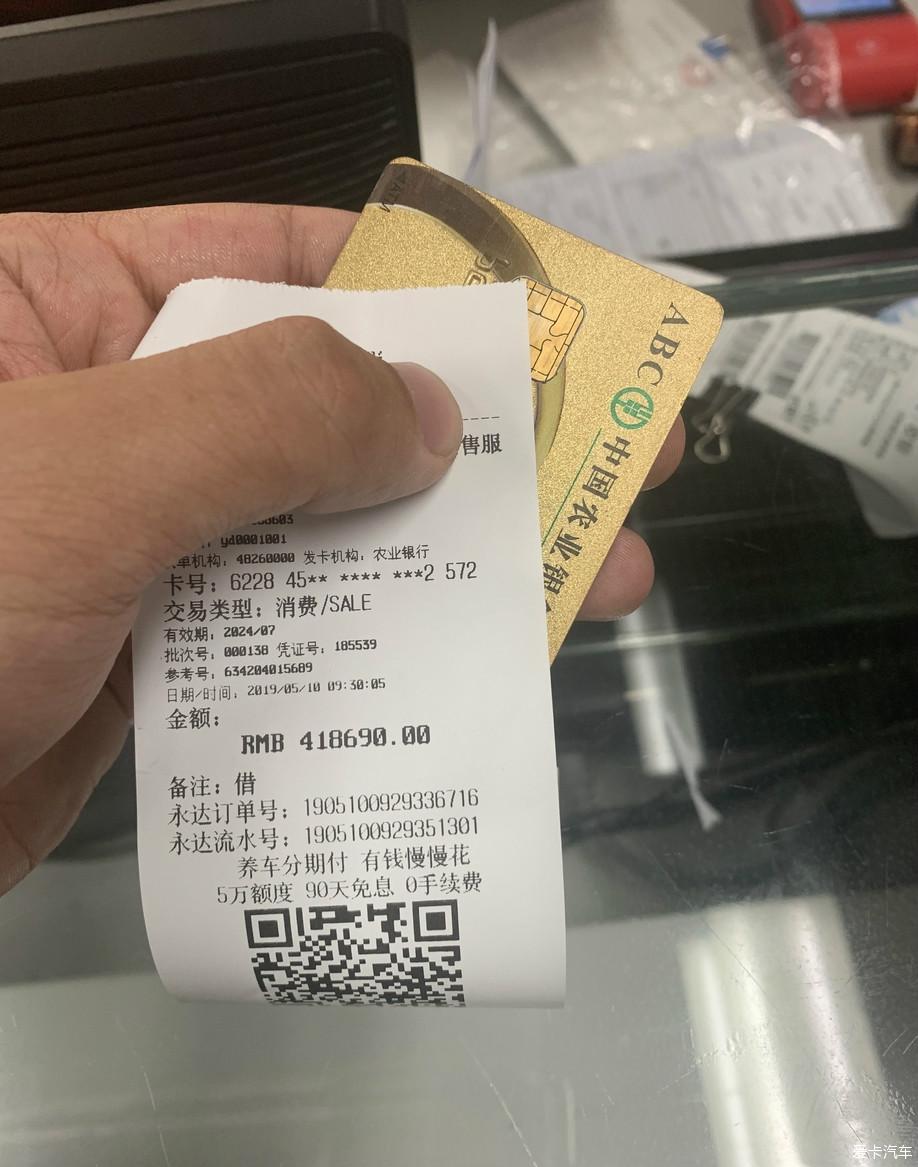 ABC 中国农业银
售服
yd0001001
单机构：48260000 发卡机构：农业银行
卡号：6228 45** **** ***2 572
交易类型：消费/SALE
有效期：2024/07
批次号：000138 凭证号：185539
参考号：634204015689
日期/时间：2019/05/10 09:30:05
金额：
RMB 418690.00
备注：借
永达订单号：1905100929336716
永达流水号：1905100929351301
养车分期付 有钱慢慢花
5万额度 90天免息 0手续费
爱卡汽车